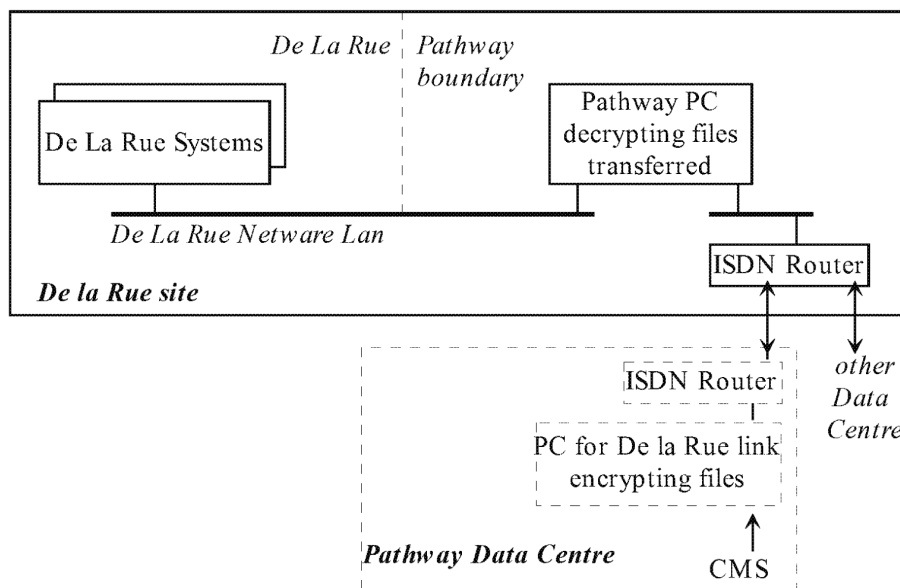 De La Rue
Pathway
boundary
De La Rue Systems
Pathway PC
decrypting files
transferred
De La Rue Netware Lan
ISDN Router
De la Rue site
other
Data
Centre
ISDN Router
PC for De la Rue link
encrypting files
Pathway Data Centre
CMS